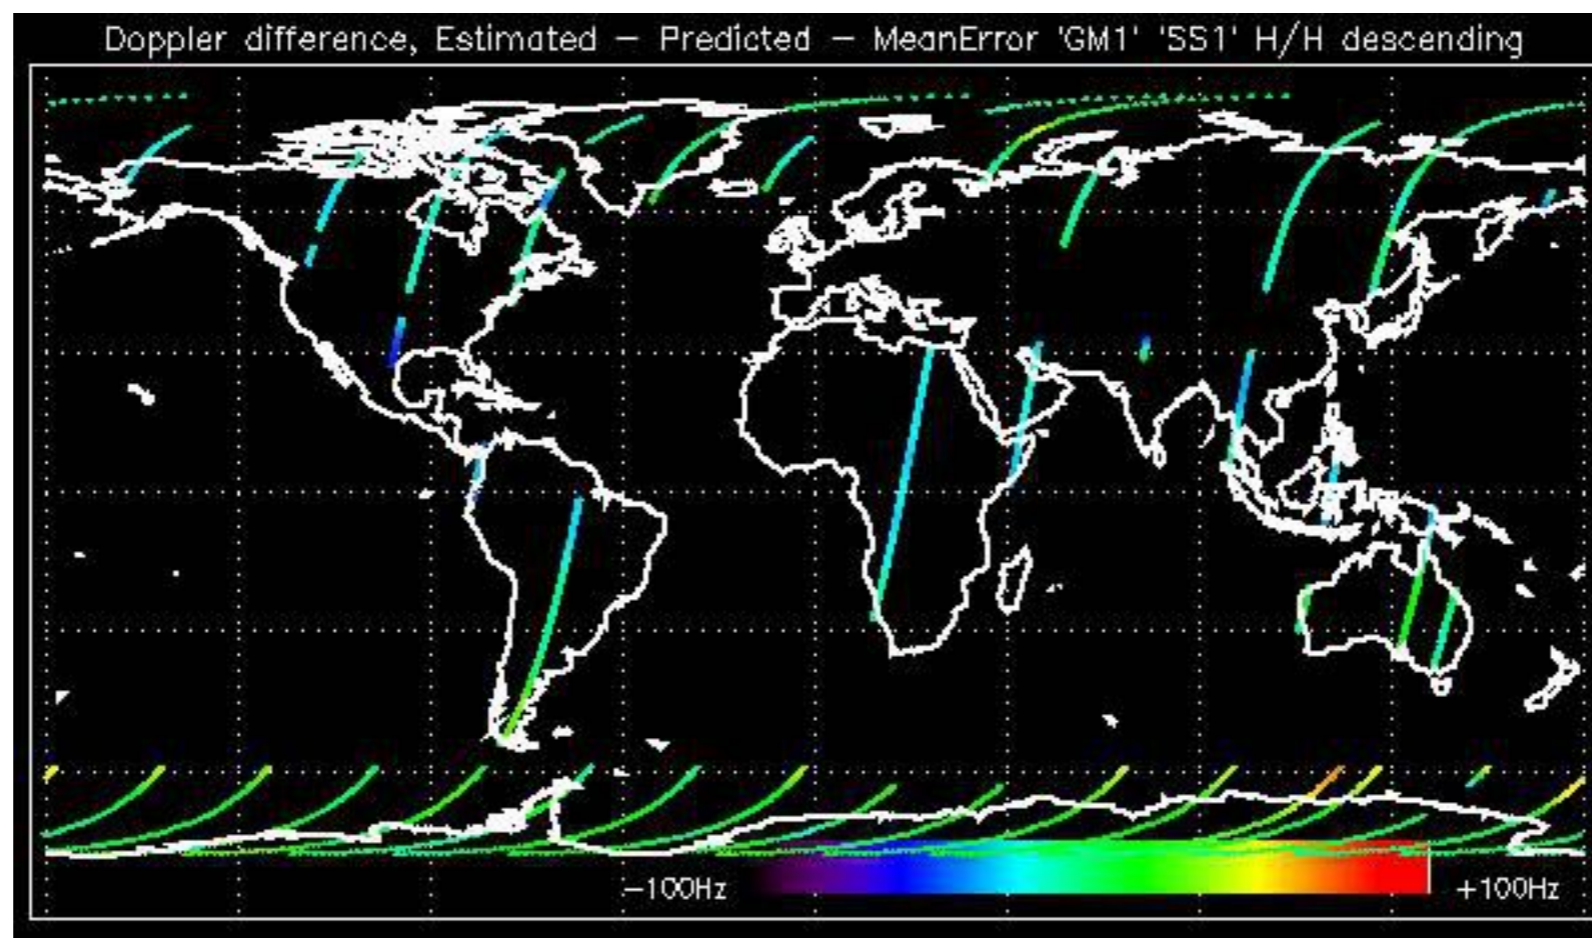 Doppler difference, Estimated – Predicted – MeanError 'GM1' 'SS1' H/H descending
–100Hz +100Hz